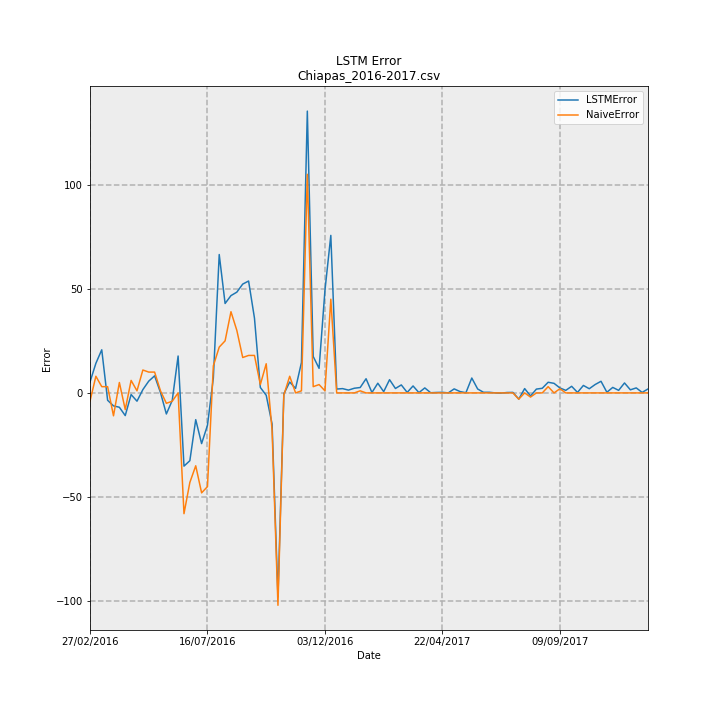 LSTM Error
Chiapas_2016-2017.csv
LSTMError
NaiveError
100
50
0
−50
−100
Error
27/02/2016 16/07/2016 03/12/2016 22/04/2017 09/09/2017
Date